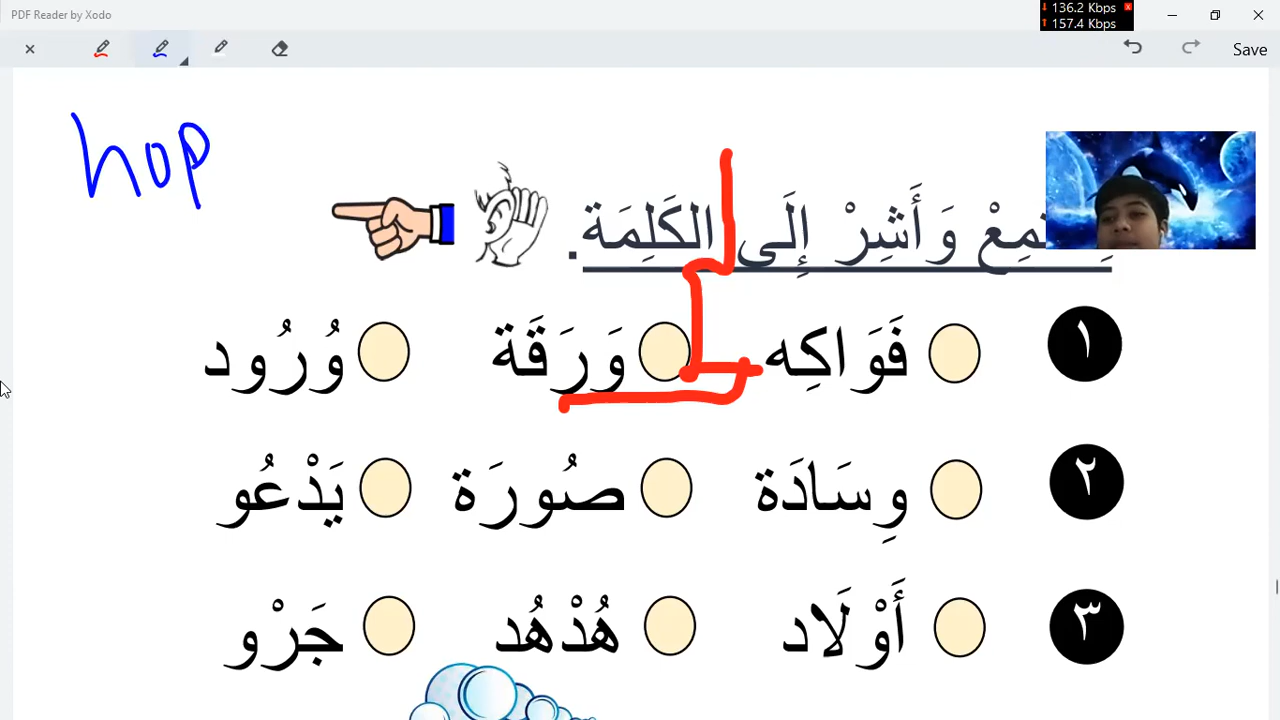 PDF Reader by Xodo
↓ 136.2 Kbps x
↑ 157.4 Kbps
Save
hop
وَأَشِرْ إِلَى الكَلِمَة.
١ فَوَاكِه وَرَقَة وُرُود
٢ وِسَادَة صُورَة يَدْعُو
٣ أَوْلَاد هُدْهُد جَرْو